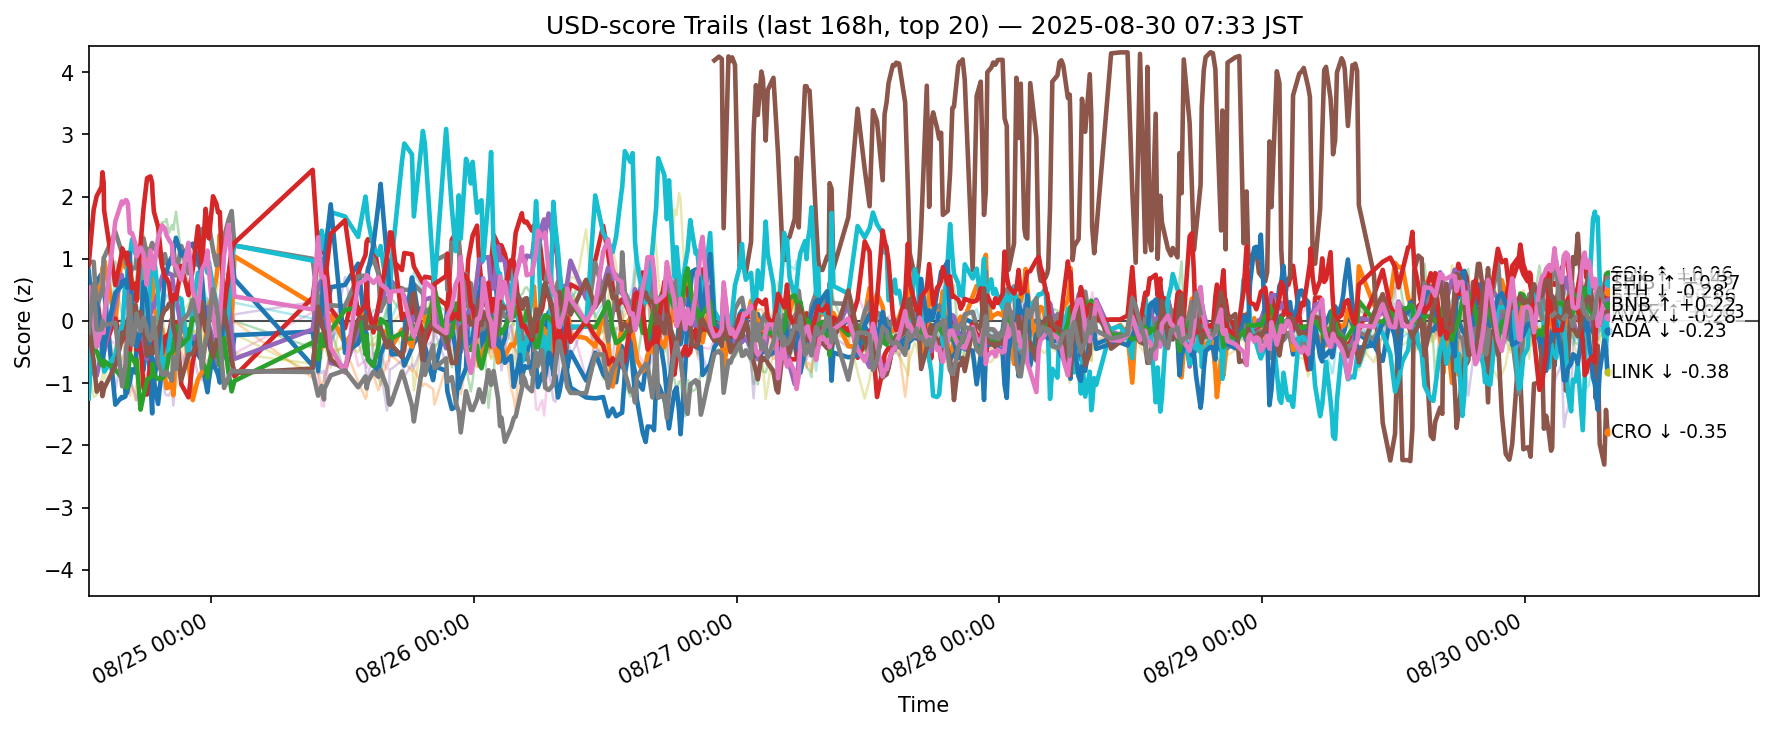 USD-score Trails (last 168h, top 20) — 2025-08-30 07:33 JST
Score (z)
4
3
2
1
0
−1
−2
−3
−4
ETH ↓ -0.28
BNB ↑ +0.22
ADA ↓ -0.23
LINK ↓ -0.38
CRO ↓ -0.35
08/25 00:00
08/26 00:00
08/27 00:00
08/28 00:00
08/29 00:00
08/30 00:00
Time